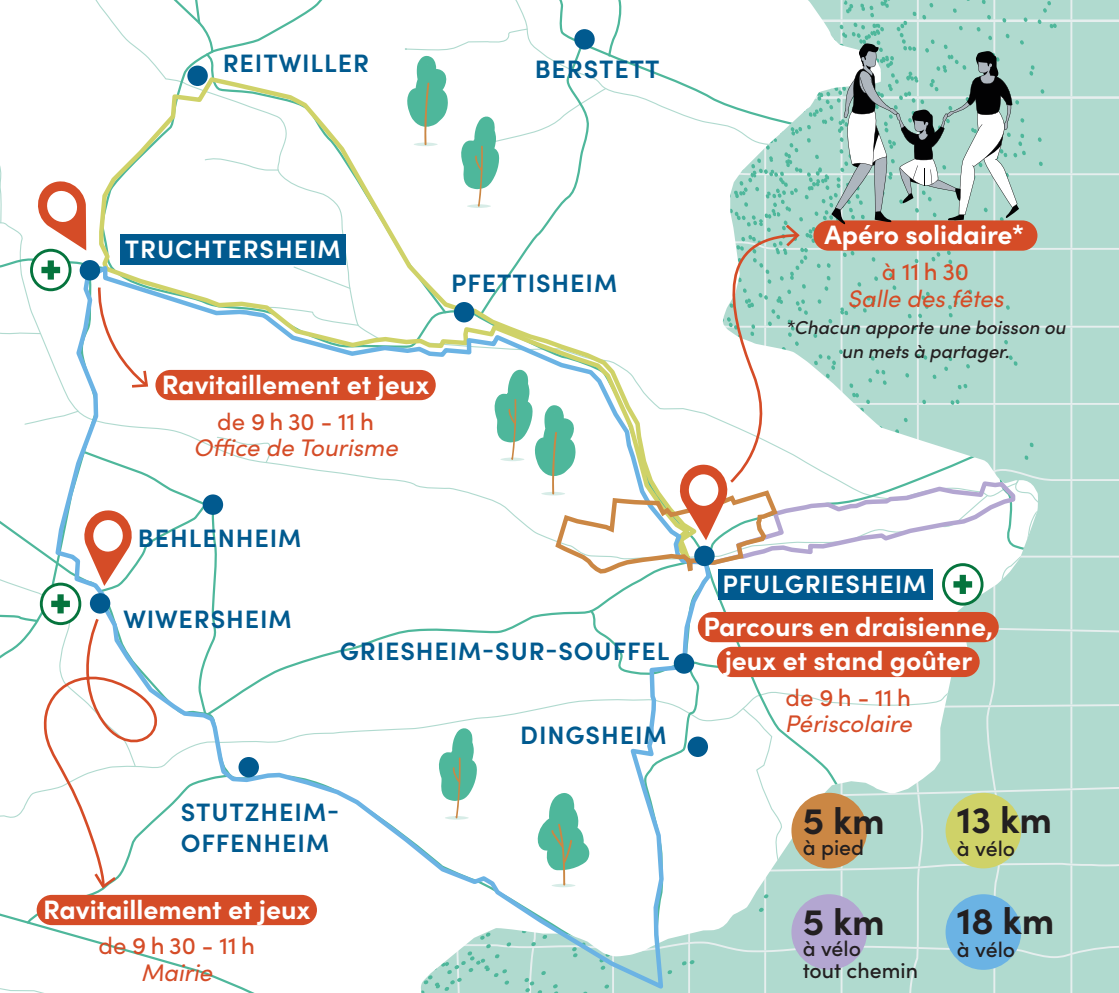 REITWILLER
BERSTETT
Apéro solidaire*
à 11 h 30
Salle des fêtes
*Chacun apporte une boisson ou
un mets à partager.
TRUCHTERSHEIM
PFETTISHEIM
Ravitaillement et jeux
de 9 h 30 - 11 h
Office de Tourisme
BEHLENHEIM
WIWERSHEIM
PFULGRIESHEIM
Parcours en draisienne,
jeux et stand goûter
de 9 h - 11 h
Périscolaire
GRIESHEIM-SUR-SOUFFEL
DINGSHEIM
STUTZHEIM-
OFFENHEIM
Ravitaillement et jeux
de 9 h 30 - 11 h
Mairie
5 km
à pied
13 km
à vélo
5 km
à vélo
tout chemin
18 km
à vélo